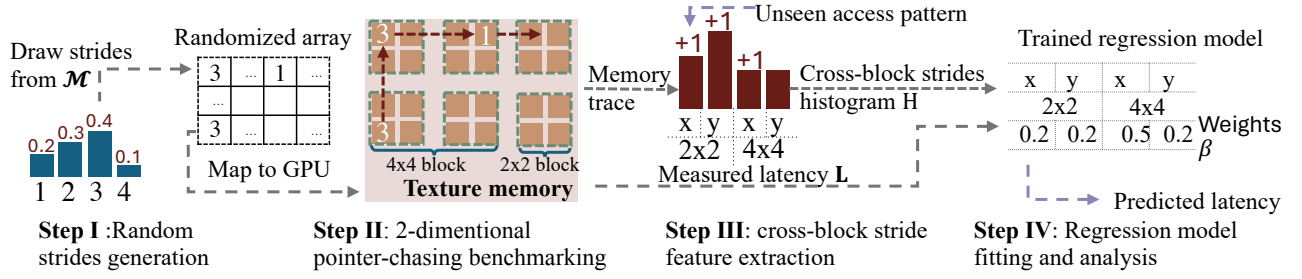 Draw strides
from ℳ
0.2 0.3 0.4 0.1
1 2 3 4
Randomized array
3 ... 1 ...
...
3 ...
Map to GPU
3 1
3
4x4 block 2x2 block
Texture memory
Memory
trace
Unseen access pattern
+1 +1 +1
x y x y
2x2 4x4
Measured latency L
Cross-block strides
histogram H
Trained regression model
x y x y
2x2 4x4
0.2 0.2 0.5 0.2 Weights
β
Predicted latency
Step I :Random
strides generation
Step II: 2-dimentional
pointer-chasing benchmarking
Step III: cross-block stride
feature extraction
Step IV: Regression model
fitting and analysis